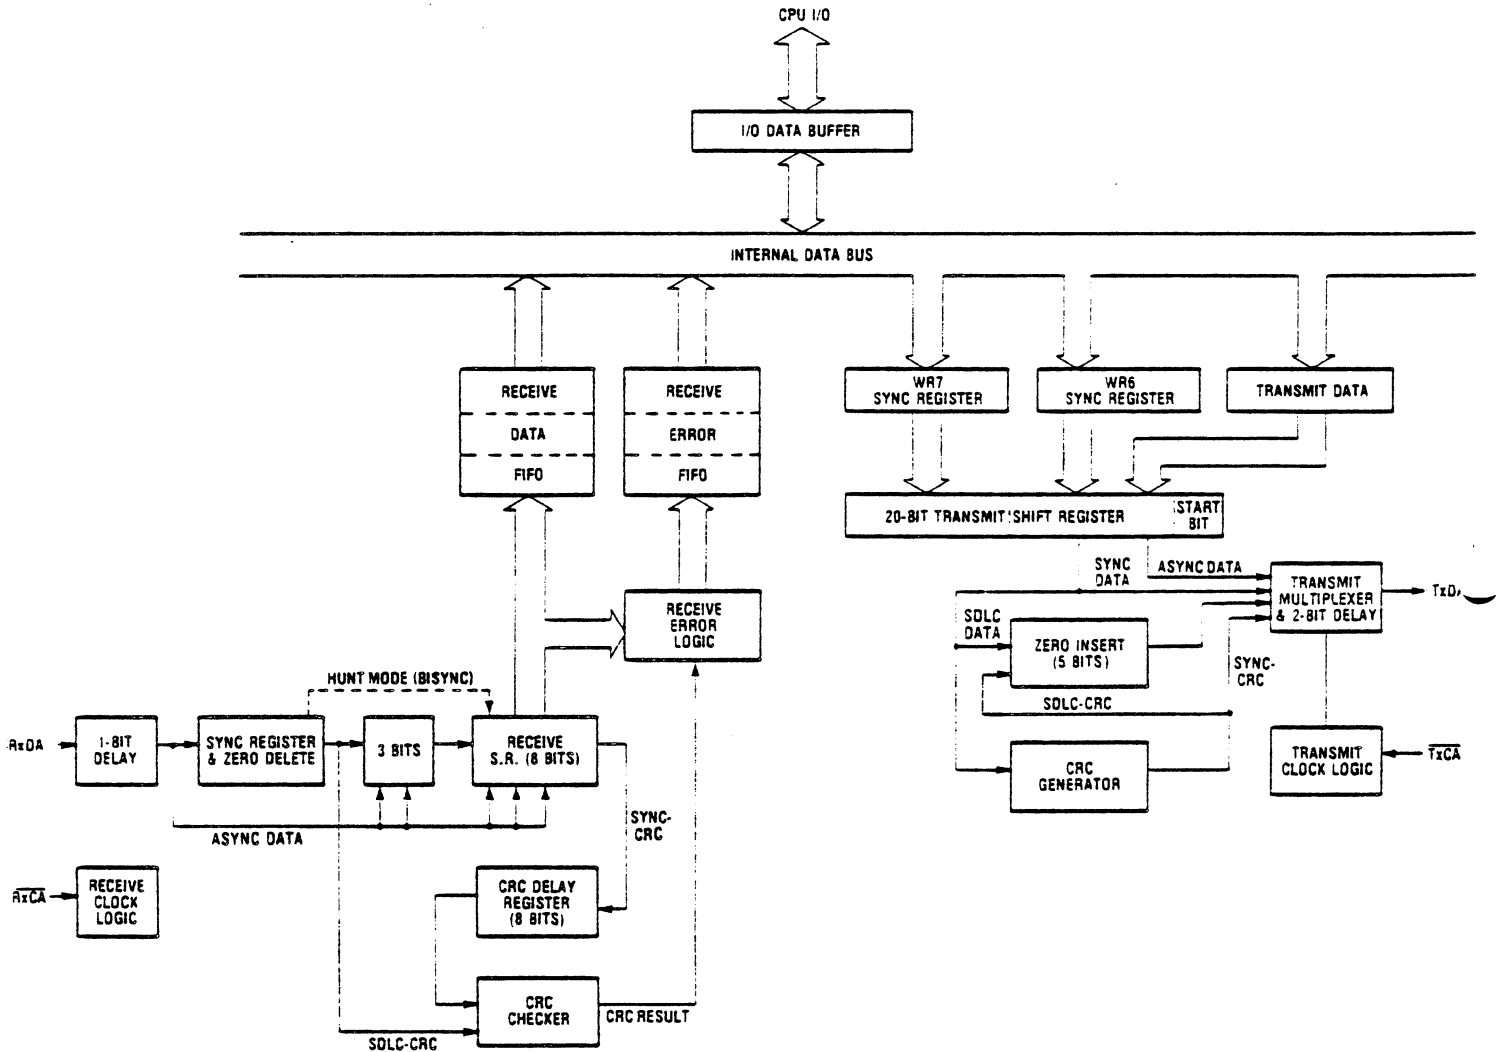 CPU I/O
I/O DATA BUFFER
INTERNAL DATA BUS
RECEIVE
DATA
FIFO
RECEIVE
ERROR
FIFO
WR7
SYNC REGISTER
WR6
SYNC REGISTER
TRANSMIT DATA
20-BIT TRANSMIT SHIFT REGISTER
START
BIT
RECEIVE
ERROR
LOGIC
SYNC
DATA
ASYNC DATA
TRANSMIT
MULTIPLEXER
& 2-BIT DELAY
SDLC
DATA
ZERO INSERT
(5 BITS)
SYNC-
CRC
SDLC-CRC
CRC
GENERATOR
TRANSMIT
CLOCK LOGIC
TxCA
HUNT MODE (BISYNC)
RxDA
1-BIT
DELAY
SYNC REGISTER
& ZERO DELETE
3 BITS
RECEIVE
S.R. (8 BITS)
ASYNC DATA
SYNC-
CRC
RxCA
RECEIVE
CLOCK
LOGIC
CRC DELAY
REGISTER
(8 BITS)
CRC
CHECKER
CRC RESULT
SDLC-CRC